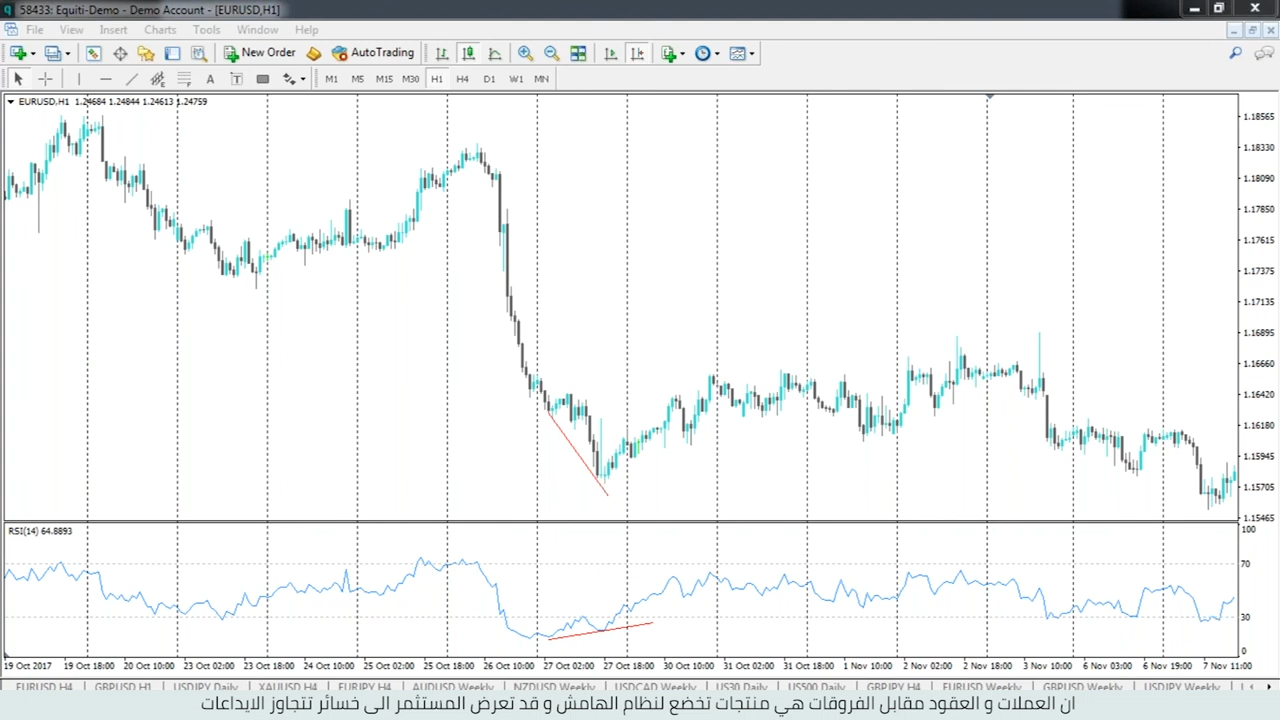 58433: Equiti-Demo - Demo Account - [EURUSD,H1]
File View Insert Charts Tools Window Help
New Order AutoTrading
A T M1 M5 M15 M30 H1 H4 D1 W1 MN
EURUSD,H1 1.24684 1.24844 1.24613 1.24759
1.18565
1.18330
1.18090
1.17850
1.17615
1.17375
1.17135
1.16895
1.16660
1.16420
1.16180
1.15945
1.15705
1.15465
RSI(14) 64.8893
100
70
30
0
19 Oct 2017 19 Oct 18:00 20 Oct 10:00 23 Oct 02:00 23 Oct 18:00 24 Oct 10:00 25 Oct 02:00 25 Oct 18:00 26 Oct 10:00 27 Oct 02:00 27 Oct 18:00 30 Oct 10:00 31 Oct 02:00 31 Oct 18:00 1 Nov 10:00 2 Nov 02:00 2 Nov 18:00 3 Nov 10:00 6 Nov 03:00 6 Nov 19:00 7 Nov 11:00
EURUSD,H4 GBPUSD,H1 USDJPY,Daily XAUUSD,H4 EURJPY,H4 AUDUSD,Weekly NZDUSD,Weekly USDCAD,Weekly US30,Daily US500,Daily GBPJPY,H4 EURUSD,Weekly GBPUSD,Weekly USDJPY,Weekly
ان العملات و العقود مقابل الفروقات هي منتجات تخضع لنظام الهامش و قد تعرض المستثمر الى خسائر تتجاوز الايداعات